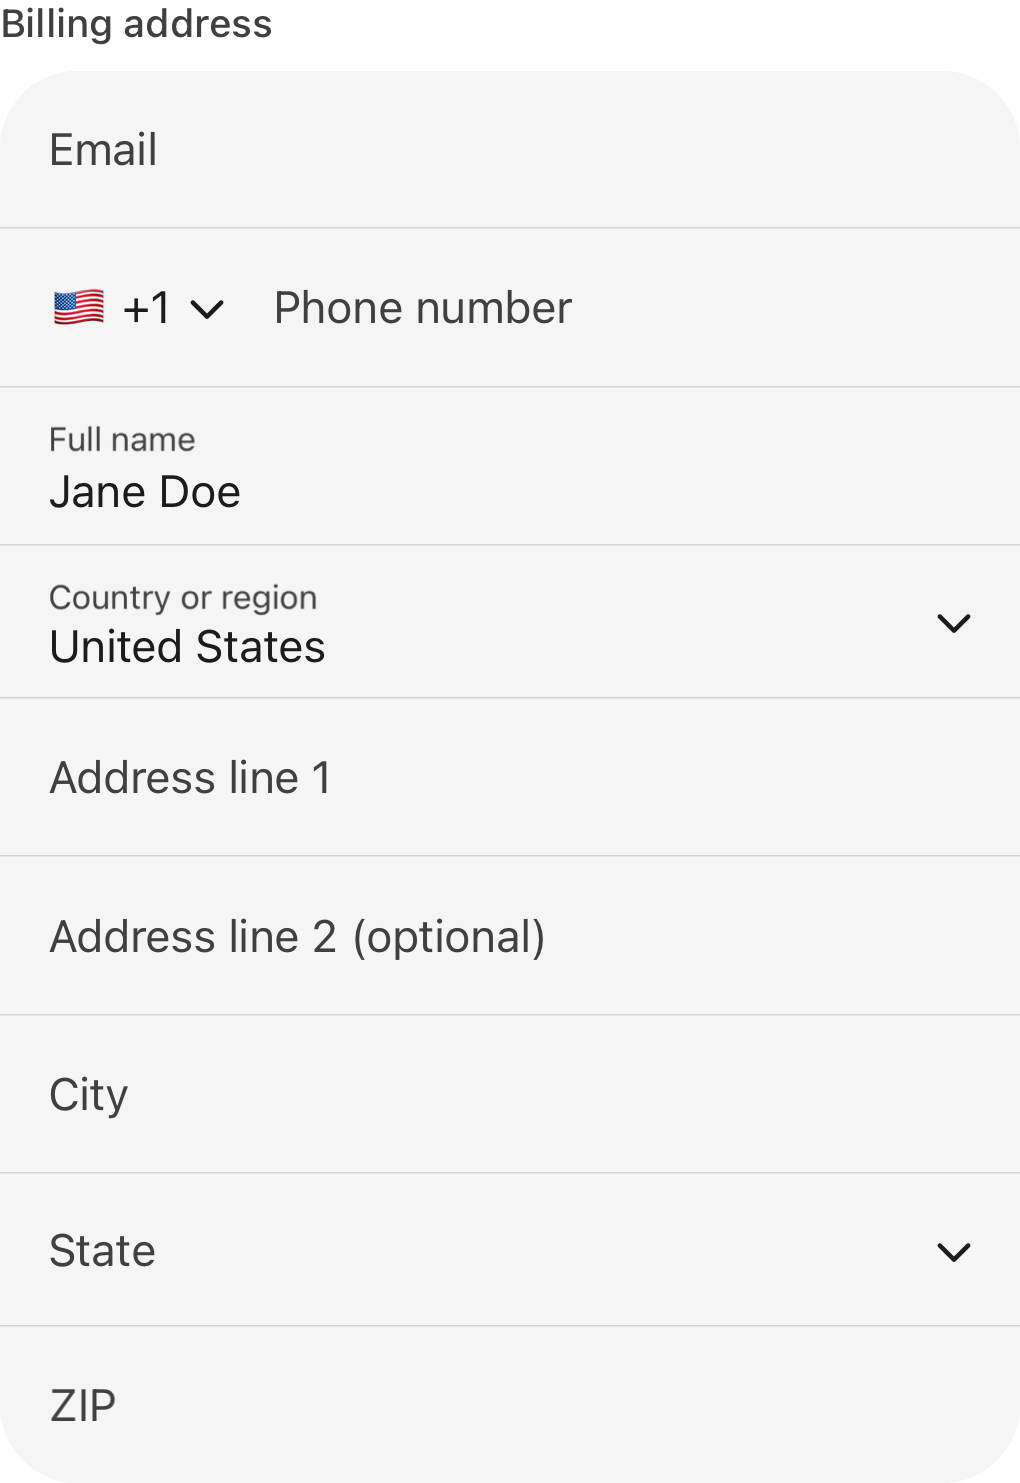 Billing address
Email
🇺🇸 +1 Phone number
Full name
Jane Doe
Country or region
United States
Address line 1
Address line 2 (optional)
City
State
ZIP